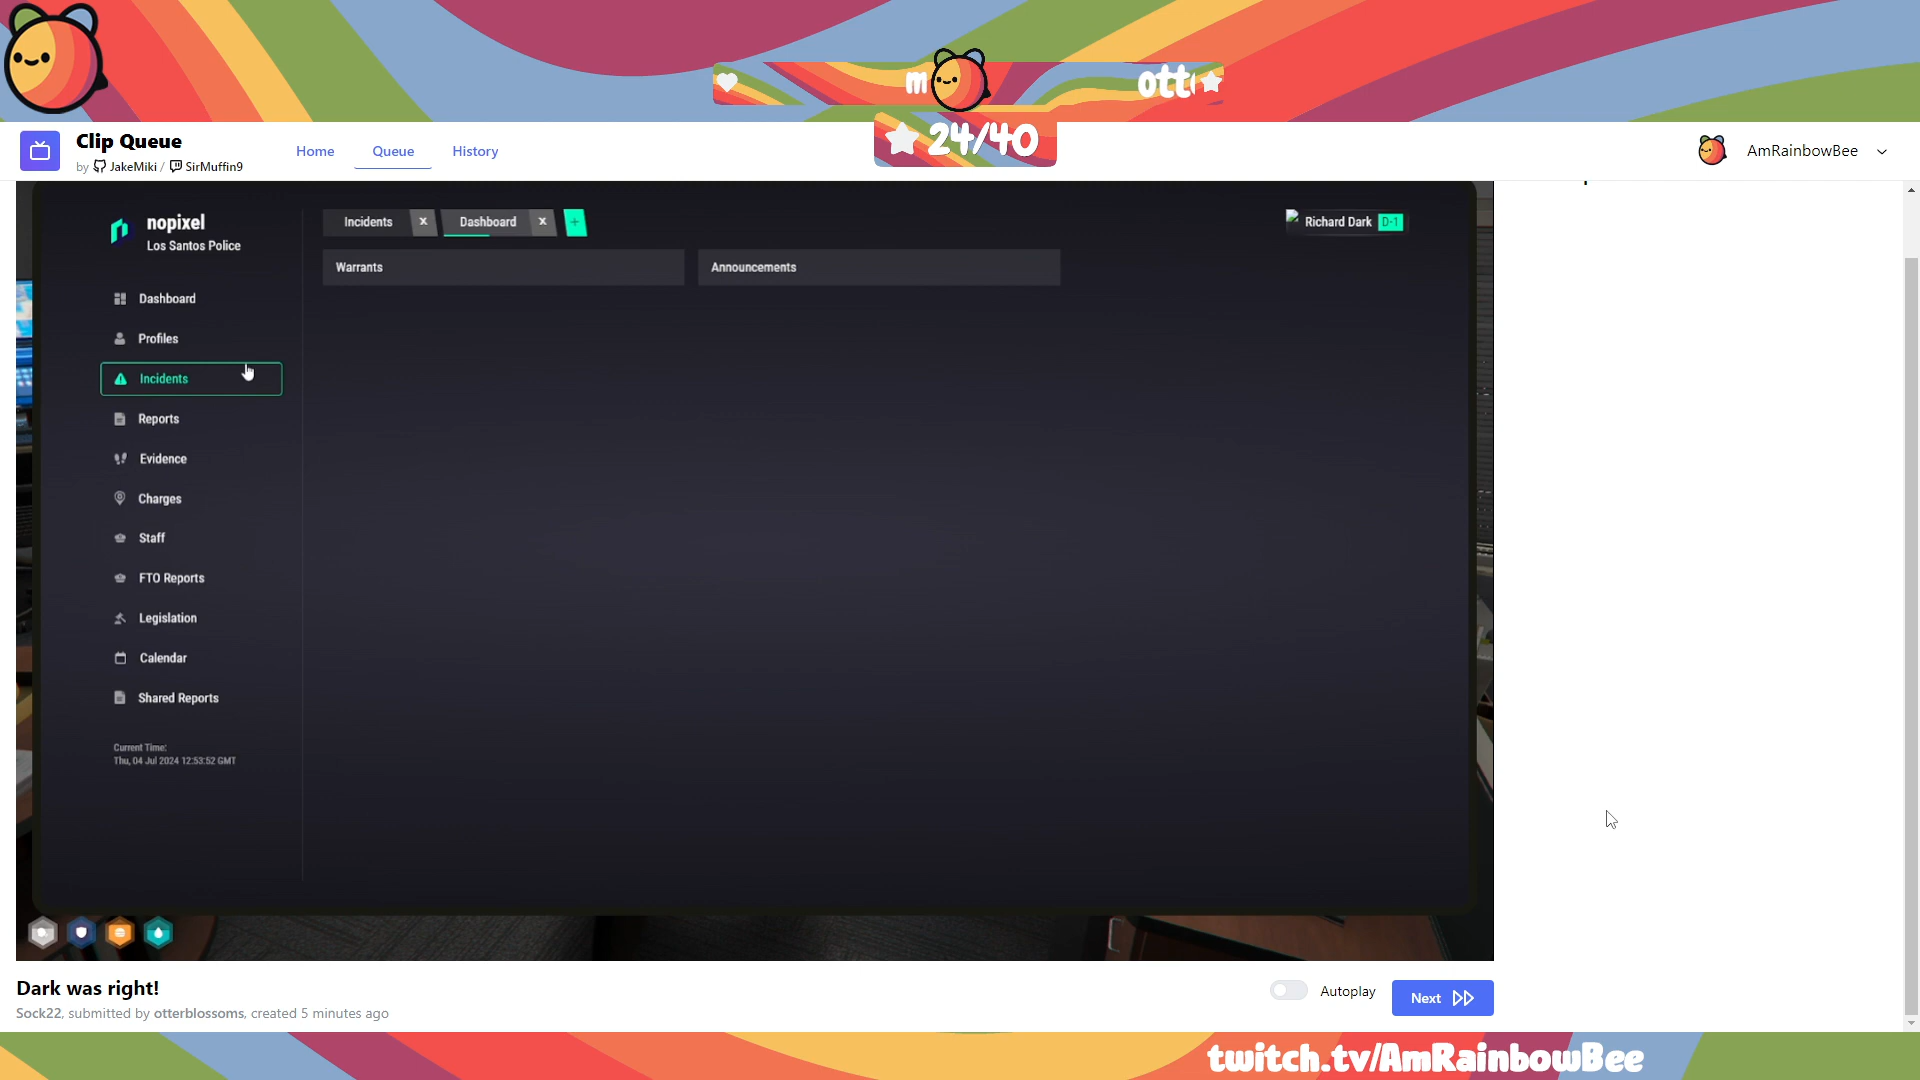 m
ott
24/40
Clip Queue
by JakeMiki / SirMuffin9
Home
Queue
History
AmRainbowBee
nopixel
Los Santos Police
Incidents x
Dashboard x
+
Richard Dark D-1
Warrants
Announcements
Dashboard
Profiles
Incidents
Reports
Evidence
Charges
Staff
FTO Reports
Legislation
Calendar
Shared Reports
Current Time:
Thu, 04 Jul 2024 12:53:52 GMT
Dark was right!
Sock22, submitted by otterblossoms, created 5 minutes ago
Autoplay
Next
twitch.tv/AmRainbowBee